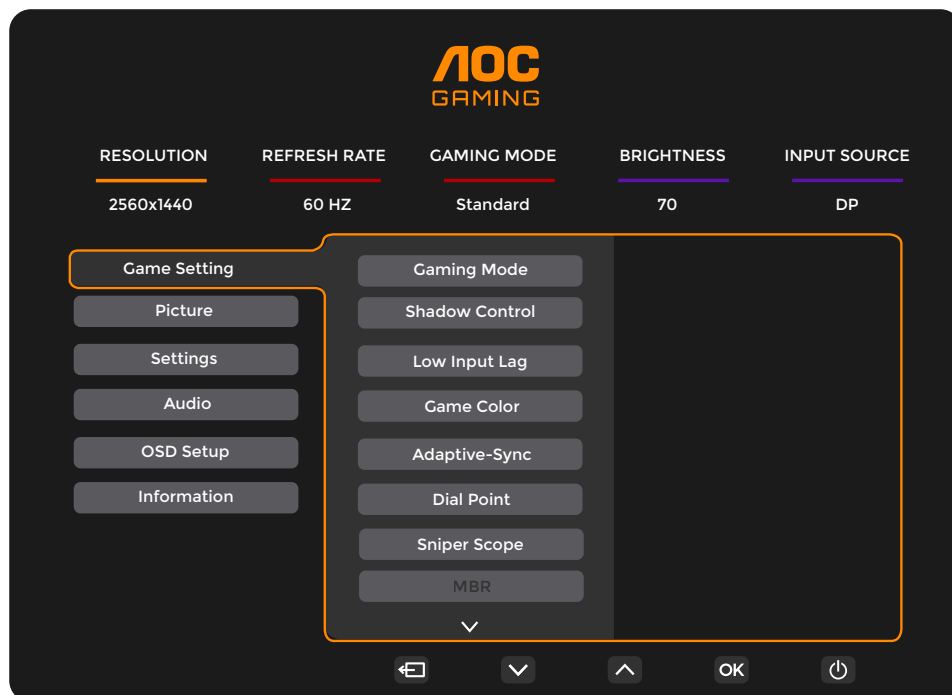 AOC
GAMING
RESOLUTION REFRESH RATE GAMING MODE BRIGHTNESS INPUT SOURCE
2560x1440 60 HZ Standard 70 DP
Game Setting
Picture
Settings
Audio
OSD Setup
Information
Gaming Mode
Shadow Control
Low Input Lag
Game Color
Adaptive-Sync
Dial Point
Sniper Scope
MBR
OK